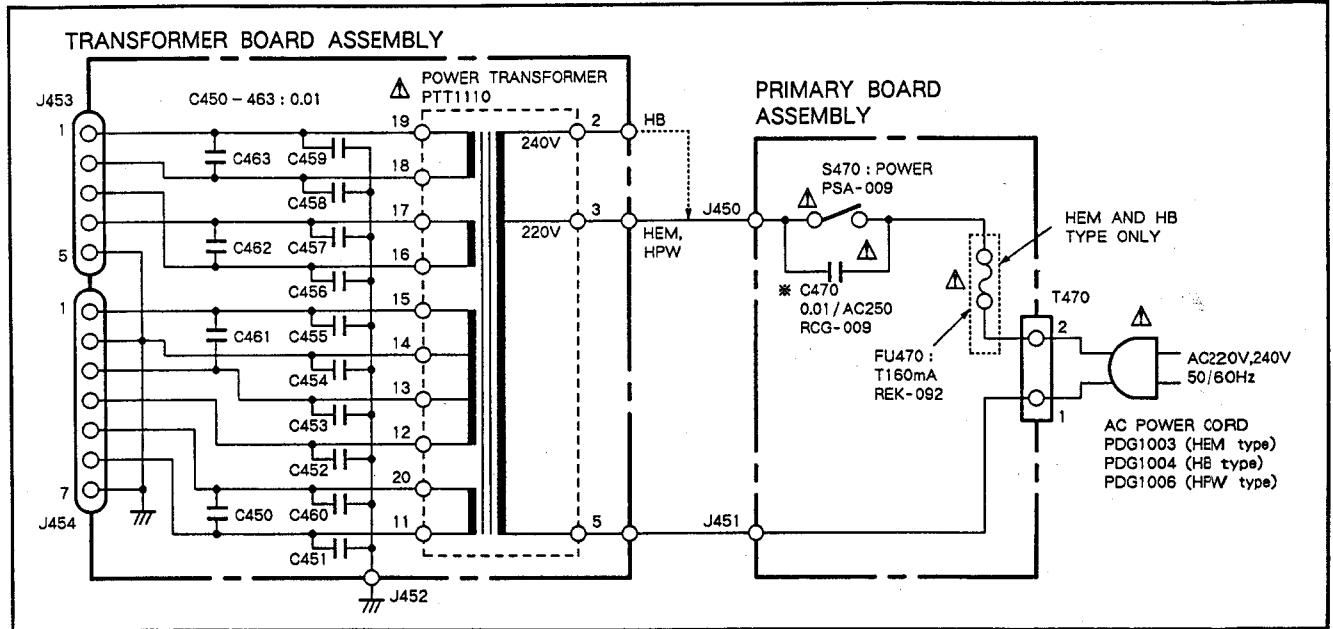 TRANSFORMER BOARD ASSEMBLY
J453
C450 - 463 : 0.01
POWER TRANSFORMER
PTT1110
PRIMARY BOARD
ASSEMBLY
1
19
2
HB
C463
C459
240V
18
S470 : POWER
PSA-009
C458
17
3
J450
HEM AND HB
TYPE ONLY
C462
C457
220V
HEM,
HPW
5
16
C456
※ C470
0.01/AC250
RCG-009
T470
1
15
2
C461
C455
14
FU470 :
T160mA
REK-092
AC220V,240V
50/60Hz
C454
13
C453
1
12
AC POWER CORD
PDG1003 (HEM type)
PDG1004 (HB type)
PDG1006 (HPW type)
C452
20
7
C450
C460
J454
11
5
J451
C451
J452